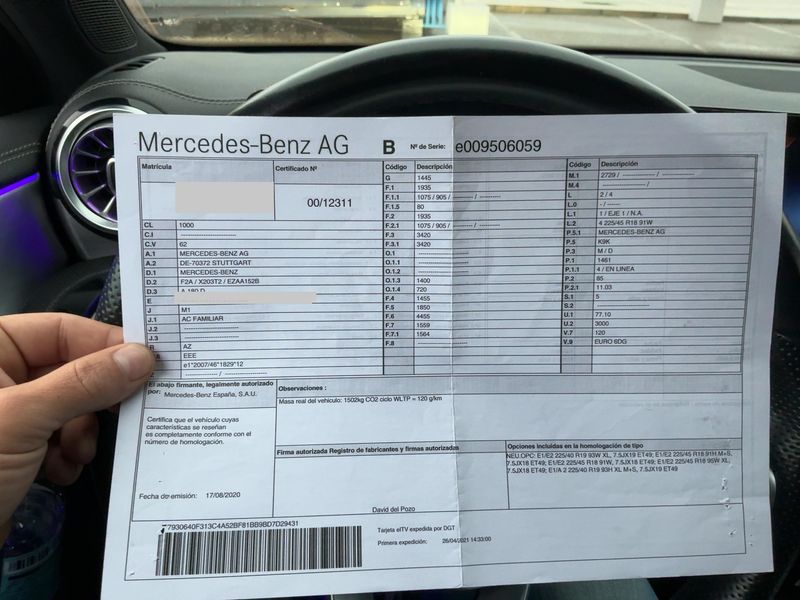 Mercedes-Benz AG B Nº de Serie: e009506059
Matrícula Certificado Nº
00/12311
CL 1000
C.I --------------------
C.V 62
A.1 MERCEDES-BENZ AG
A.2 DE-70372 STUTTGART
D.1 MERCEDES-BENZ
D.2 F2A / X203T2 / EZAA152B
D.3 A 180 D
E
J M1
J.1 AC FAMILIAR
J.2 --------------------
J.3 --------------------
R AZ
EEE
e1*2007/46*1829*12
------------ / ------------
Código Descripción
G 1445
F.1 1935
F.1.1 1075 / 905 / ---------- / ----------
F.1.5 80
F.2 1935
F.2.1 1075 / 905 / ---------- / ----------
F.3 3420
F.3.1 3420
O.1 --------------------
O.1.1 --------------------
O.1.2 --------------------
O.1.3 1400
O.1.4 720
F.4 1455
F.5 1850
F.6 4455
F.7 1559
F.7.1 1564
F.8 --------------------
Código Descripción
M.1 2729 / -------------- / --------------
M.4 -------------- /
L 2 / 4
L.0 - / ------
L.1 1 / EJE 1 / N.A.
L.2 4 225/45 R18 91W
P.5.1 MERCEDES-BENZ AG
P.5 K9K
P.3 M / D
P.1 1461
P.1.1 4 / EN LINEA
P.2 85
P.2.1 11.03
S.1 5
S.2 --------------------
U.1 77.10
U.2 3000
V.7 120
V.9 EURO 6DG
El abajo firmante, legalmente autorizado
por: Mercedes-Benz España, S.A.U.
Certifica que el vehículo cuyas
características se reseñan
es completamente conforme con el
número de homologación.
Fecha de emisión: 17/08/2020
Observaciones :
Masa real del vehículo: 1502kg CO2 ciclo WLTP = 120 g/km
Firma autorizada Registro de fabricantes y firmas autorizadas
David del Pozo
Opciones incluidas en la homologación de tipo
NEU.OPC: E1/E2 225/40 R19 93W XL, 7.5JX19 ET49; E1/E2 225/45 R18 91H M+S,
7.5JX18 ET49; E1/E2 225/45 R18 91W, 7.5JX18 ET49; E1/E2 225/45 R18 95W XL,
7.5JX18 ET49; E1/A 2 225/40 R19 93H XL M+S, 7.5JX19 ET49
7930640F313C4A52BF81BB9BD7D29431
Tarjeta eITV expedida por DGT
Primera expedición: 26/04/2021 14:33:00